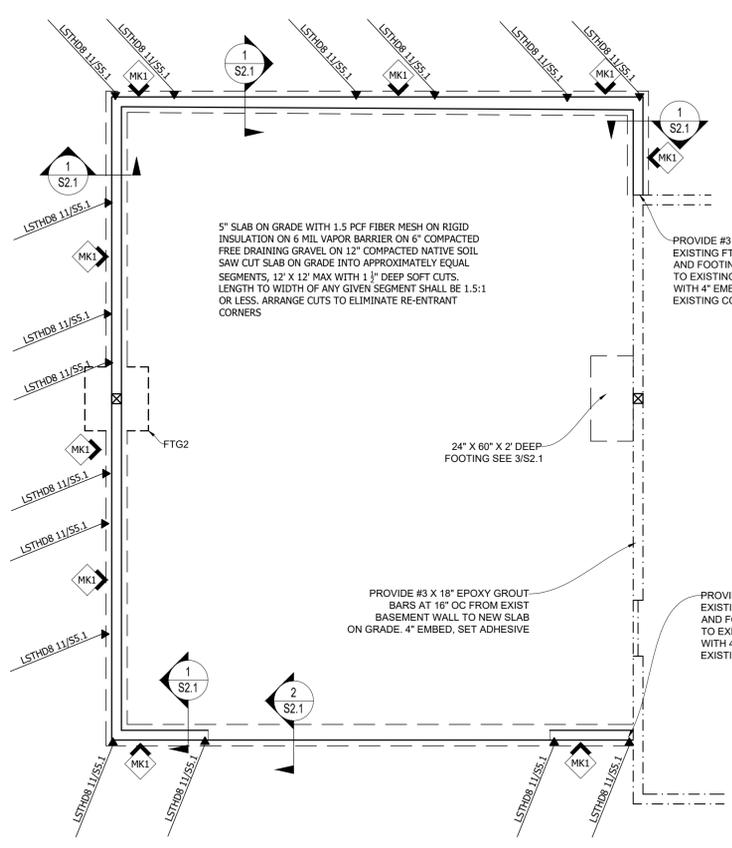 LSTHD8 11/S5.1
LSTHD8 11/S5.1
LSTHD8 11/S5.1
LSTHD8 11/S5.1
LSTHD8 11/S5.1
LSTHD8 11/S5.1
MK1
1
S2.1
MK1
MK1
1
S2.1
MK1
1
S2.1
LSTHD8 11/S5.1
5" SLAB ON GRADE WITH 1.5 PCF FIBER MESH ON RIGID
INSULATION ON 6 MIL VAPOR BARRIER ON 6" COMPACTED
FREE DRAINING GRAVEL ON 12" COMPACTED NATIVE SOIL
SAW CUT SLAB ON GRADE INTO APPROXIMATELY EQUAL
SEGMENTS, 12' X 12' MAX WITH 1 ½" DEEP SOFT CUTS.
LENGTH TO WIDTH OF ANY GIVEN SEGMENT SHALL BE 1.5:1
OR LESS. ARRANGE CUTS TO ELIMINATE RE-ENTRANT
CORNERS
PROVIDE #3
EXISTING FT
AND FOOTIN
TO EXISTING
WITH 4" EMB
EXISTING CO
MK1
LSTHD8 11/S5.1
LSTHD8 11/S5.1
FTG2
MK1
24" X 60" X 2' DEEP
FOOTING SEE 3/S2.1
LSTHD8 11/S5.1
LSTHD8 11/S5.1
MK1
PROVIDE #3 X 18" EPOXY GROUT
BARS AT 16" OC FROM EXIST
BASEMENT WALL TO NEW SLAB
ON GRADE. 4" EMBED, SET ADHESIVE
PROVI
EXISTI
AND FO
TO EXI
WITH 4
EXISTI
LSTHD8 11/S5.1
1
S2.1
2
S2.1
MK1
MK1
LSTHD8 11/S5.1
LSTHD8 11/S5.1
LSTHD8 11/S5.1
LSTHD8 11/S5.1